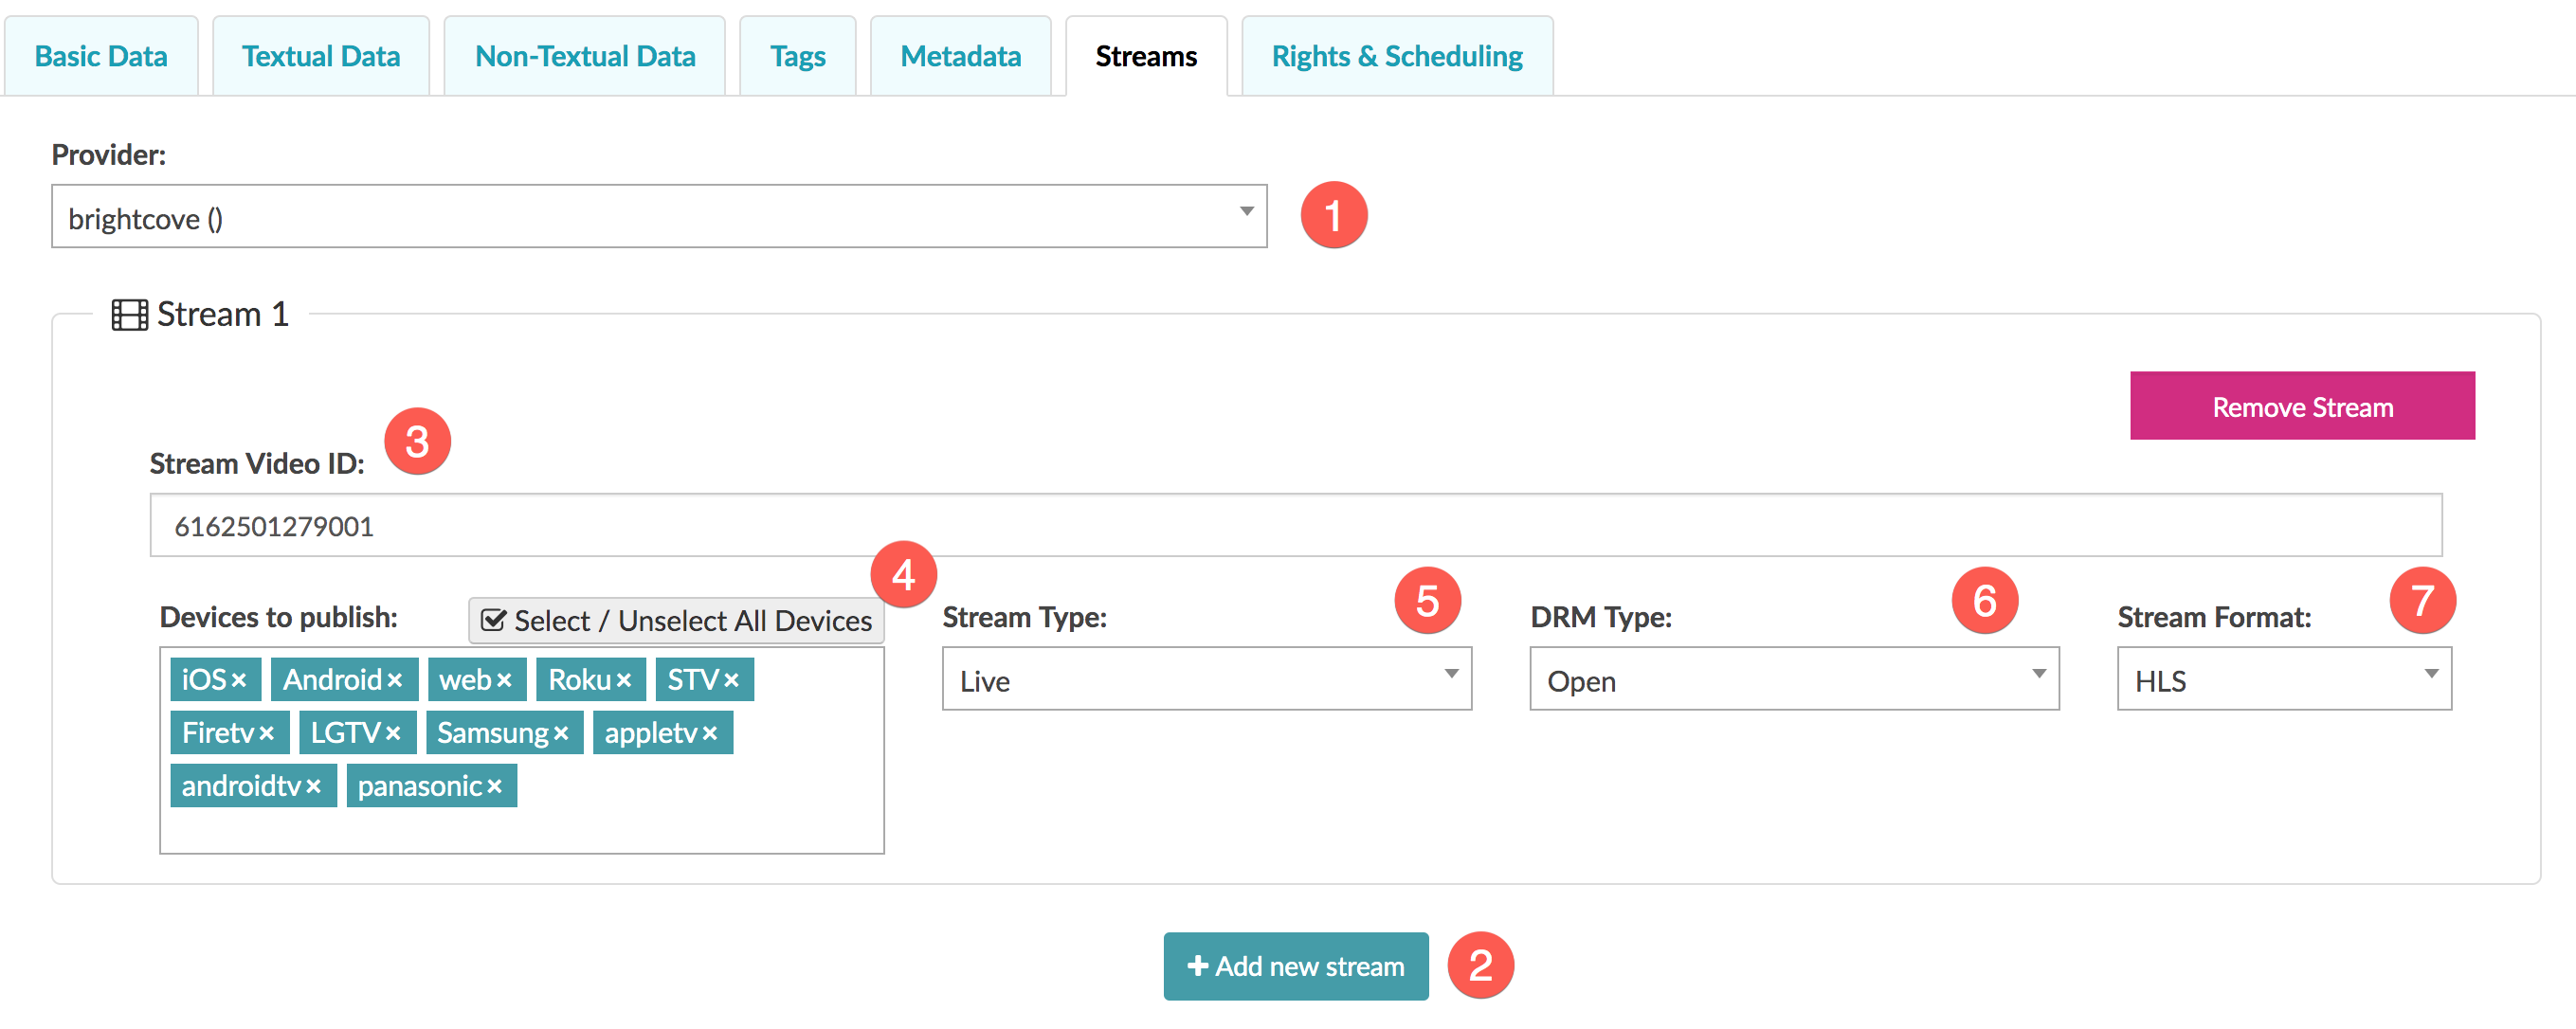 Basic Data Textual Data Non-Textual Data Tags Metadata Streams Rights & Scheduling
Provider:
brightcove ()
1
Stream 1
Remove Stream
3
Stream Video ID:
6162501279001
4
Devices to publish: Select / Unselect All Devices
Stream Type: 5
DRM Type: 6
Stream Format: 7
iOS× Android× web× Roku× STV×
Firetv× LGTV× Samsung× appletv×
androidtv× panasonic×
Live
Open
HLS
+ Add new stream 2